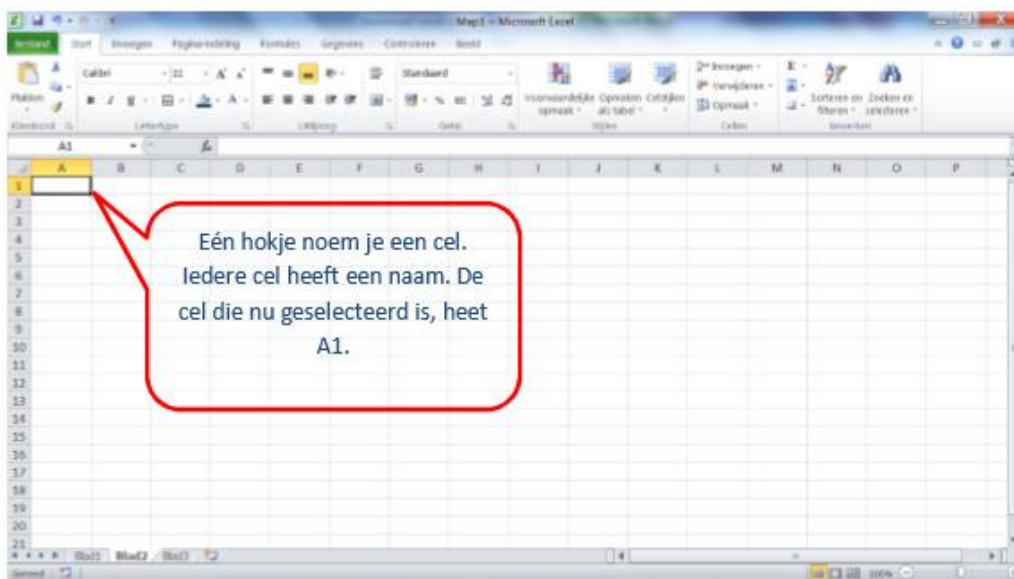 Map1 - Microsoft Excel
Bestand Start Invoegen Pagina-indeling Formules Gegevens Controleren Beeld
Calibri 11 Standaard
Plakken Voorwaardelijke opmaak Opmaken als tabel Celstijlen Invoegen Verwijderen Opmaak Sorteren en filteren Zoeken en selecteren
Klembord Lettertype Uitlijning Getal Stijlen Cellen Bewerken
A1 fx
A B C D E F G H I J K L M N O P
1
2
3
4
5
6
7
8
9
10
11
12
13
14
15
16
17
18
19
20
21
Eén hokje noem je een cel.
Iedere cel heeft een naam. De
cel die nu geselecteerd is, heet
A1.
Blad1 Blad2 Blad3
Gereed 100%